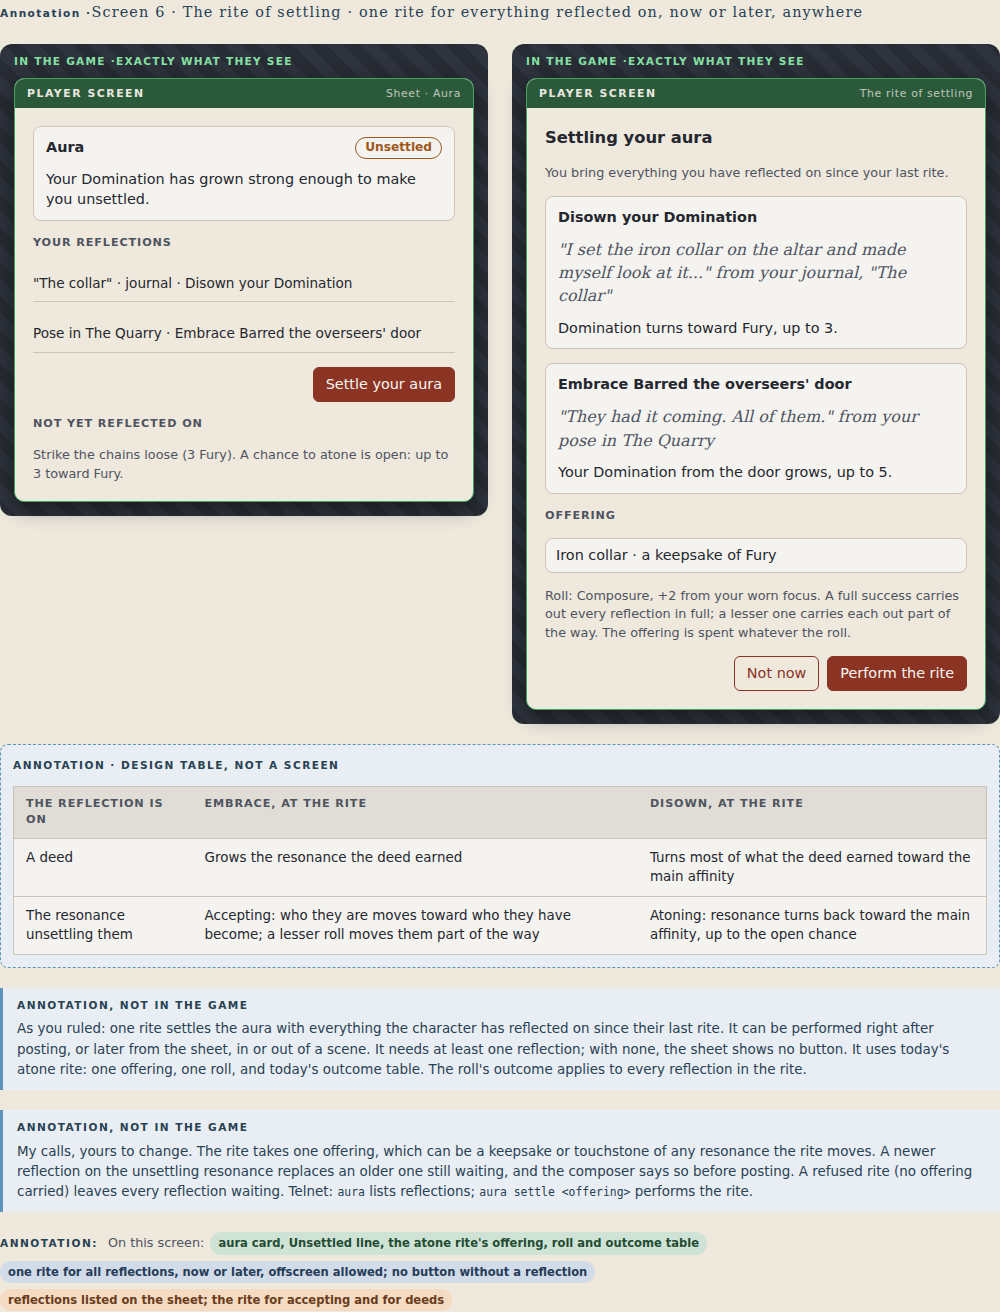 Annotation ·Screen 6 · The rite of settling · one rite for everything reflected on, now or later, anywhere
IN THE GAME ·EXACTLY WHAT THEY SEE
PLAYER SCREEN
Sheet · Aura
Aura
Unsettled
Your Domination has grown strong enough to make
you unsettled.
YOUR REFLECTIONS
"The collar" · journal · Disown your Domination
Pose in The Quarry · Embrace Barred the overseers' door
Settle your aura
NOT YET REFLECTED ON
Strike the chains loose (3 Fury). A chance to atone is open: up to
3 toward Fury.
IN THE GAME ·EXACTLY WHAT THEY SEE
PLAYER SCREEN
The rite of settling
Settling your aura
You bring everything you have reflected on since your last rite.
Disown your Domination
"I set the iron collar on the altar and made
myself look at it..." from your journal, "The
collar"
Domination turns toward Fury, up to 3.
Embrace Barred the overseers' door
"They had it coming. All of them." from your
pose in The Quarry
Your Domination from the door grows, up to 5.
OFFERING
Iron collar · a keepsake of Fury
Roll: Composure, +2 from your worn focus. A full success carries
out every reflection in full; a lesser one carries each out part of
the way. The offering is spent whatever the roll.
Not now
Perform the rite
ANNOTATION · DESIGN TABLE, NOT A SCREEN
THE REFLECTION IS
ON
EMBRACE, AT THE RITE
DISOWN, AT THE RITE
A deed
Grows the resonance the deed earned
Turns most of what the deed earned toward the
main affinity
The resonance
unsettling them
Accepting: who they are moves toward who they have
become; a lesser roll moves them part of the way
Atoning: resonance turns back toward the main
affinity, up to the open chance
ANNOTATION, NOT IN THE GAME
As you ruled: one rite settles the aura with everything the character has reflected on since their last rite. It can be performed right after
posting, or later from the sheet, in or out of a scene. It needs at least one reflection; with none, the sheet shows no button. It uses today's
atone rite: one offering, one roll, and today's outcome table. The roll's outcome applies to every reflection in the rite.
ANNOTATION, NOT IN THE GAME
My calls, yours to change. The rite takes one offering, which can be a keepsake or touchstone of any resonance the rite moves. A newer
reflection on the unsettling resonance replaces an older one still waiting, and the composer says so before posting. A refused rite (no offering
carried) leaves every reflection waiting. Telnet: aura lists reflections; aura settle <offering> performs the rite.
ANNOTATION: On this screen: aura card, Unsettled line, the atone rite's offering, roll and outcome table
one rite for all reflections, now or later, offscreen allowed; no button without a reflection
reflections listed on the sheet; the rite for accepting and for deeds